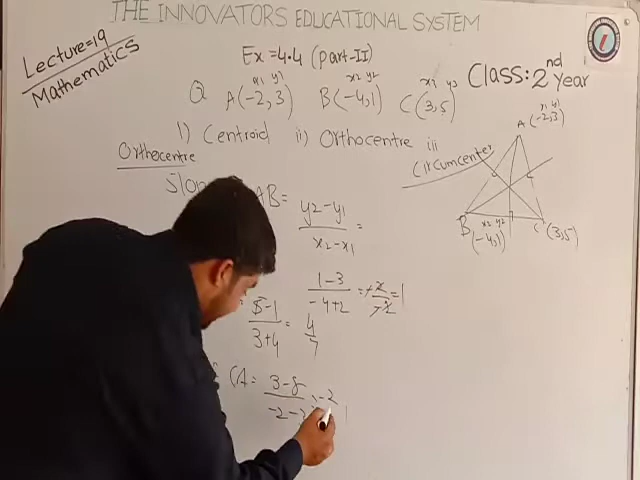 THE INNOVATORS EDUCATIONAL SYSTEM
Lecture=19
Mathematics
Ex=4.4 (part-II)
Class: 2nd year
x1 y1 x2 y2 x3 y3
Q A(-2,3) B(-4,1) C(3,5)
i) Centroid ii) Orthocentre iii
Circumcenter
Orthocentre
AB = y2-y1 / x2-x1 =
1-3 / -4+2 = -2/-2 = 1
5-1 / 3+4 = 4/7
CA =
x1 y1
A (-2,3)
B x2 y2
(-4,1)
C (3,5)